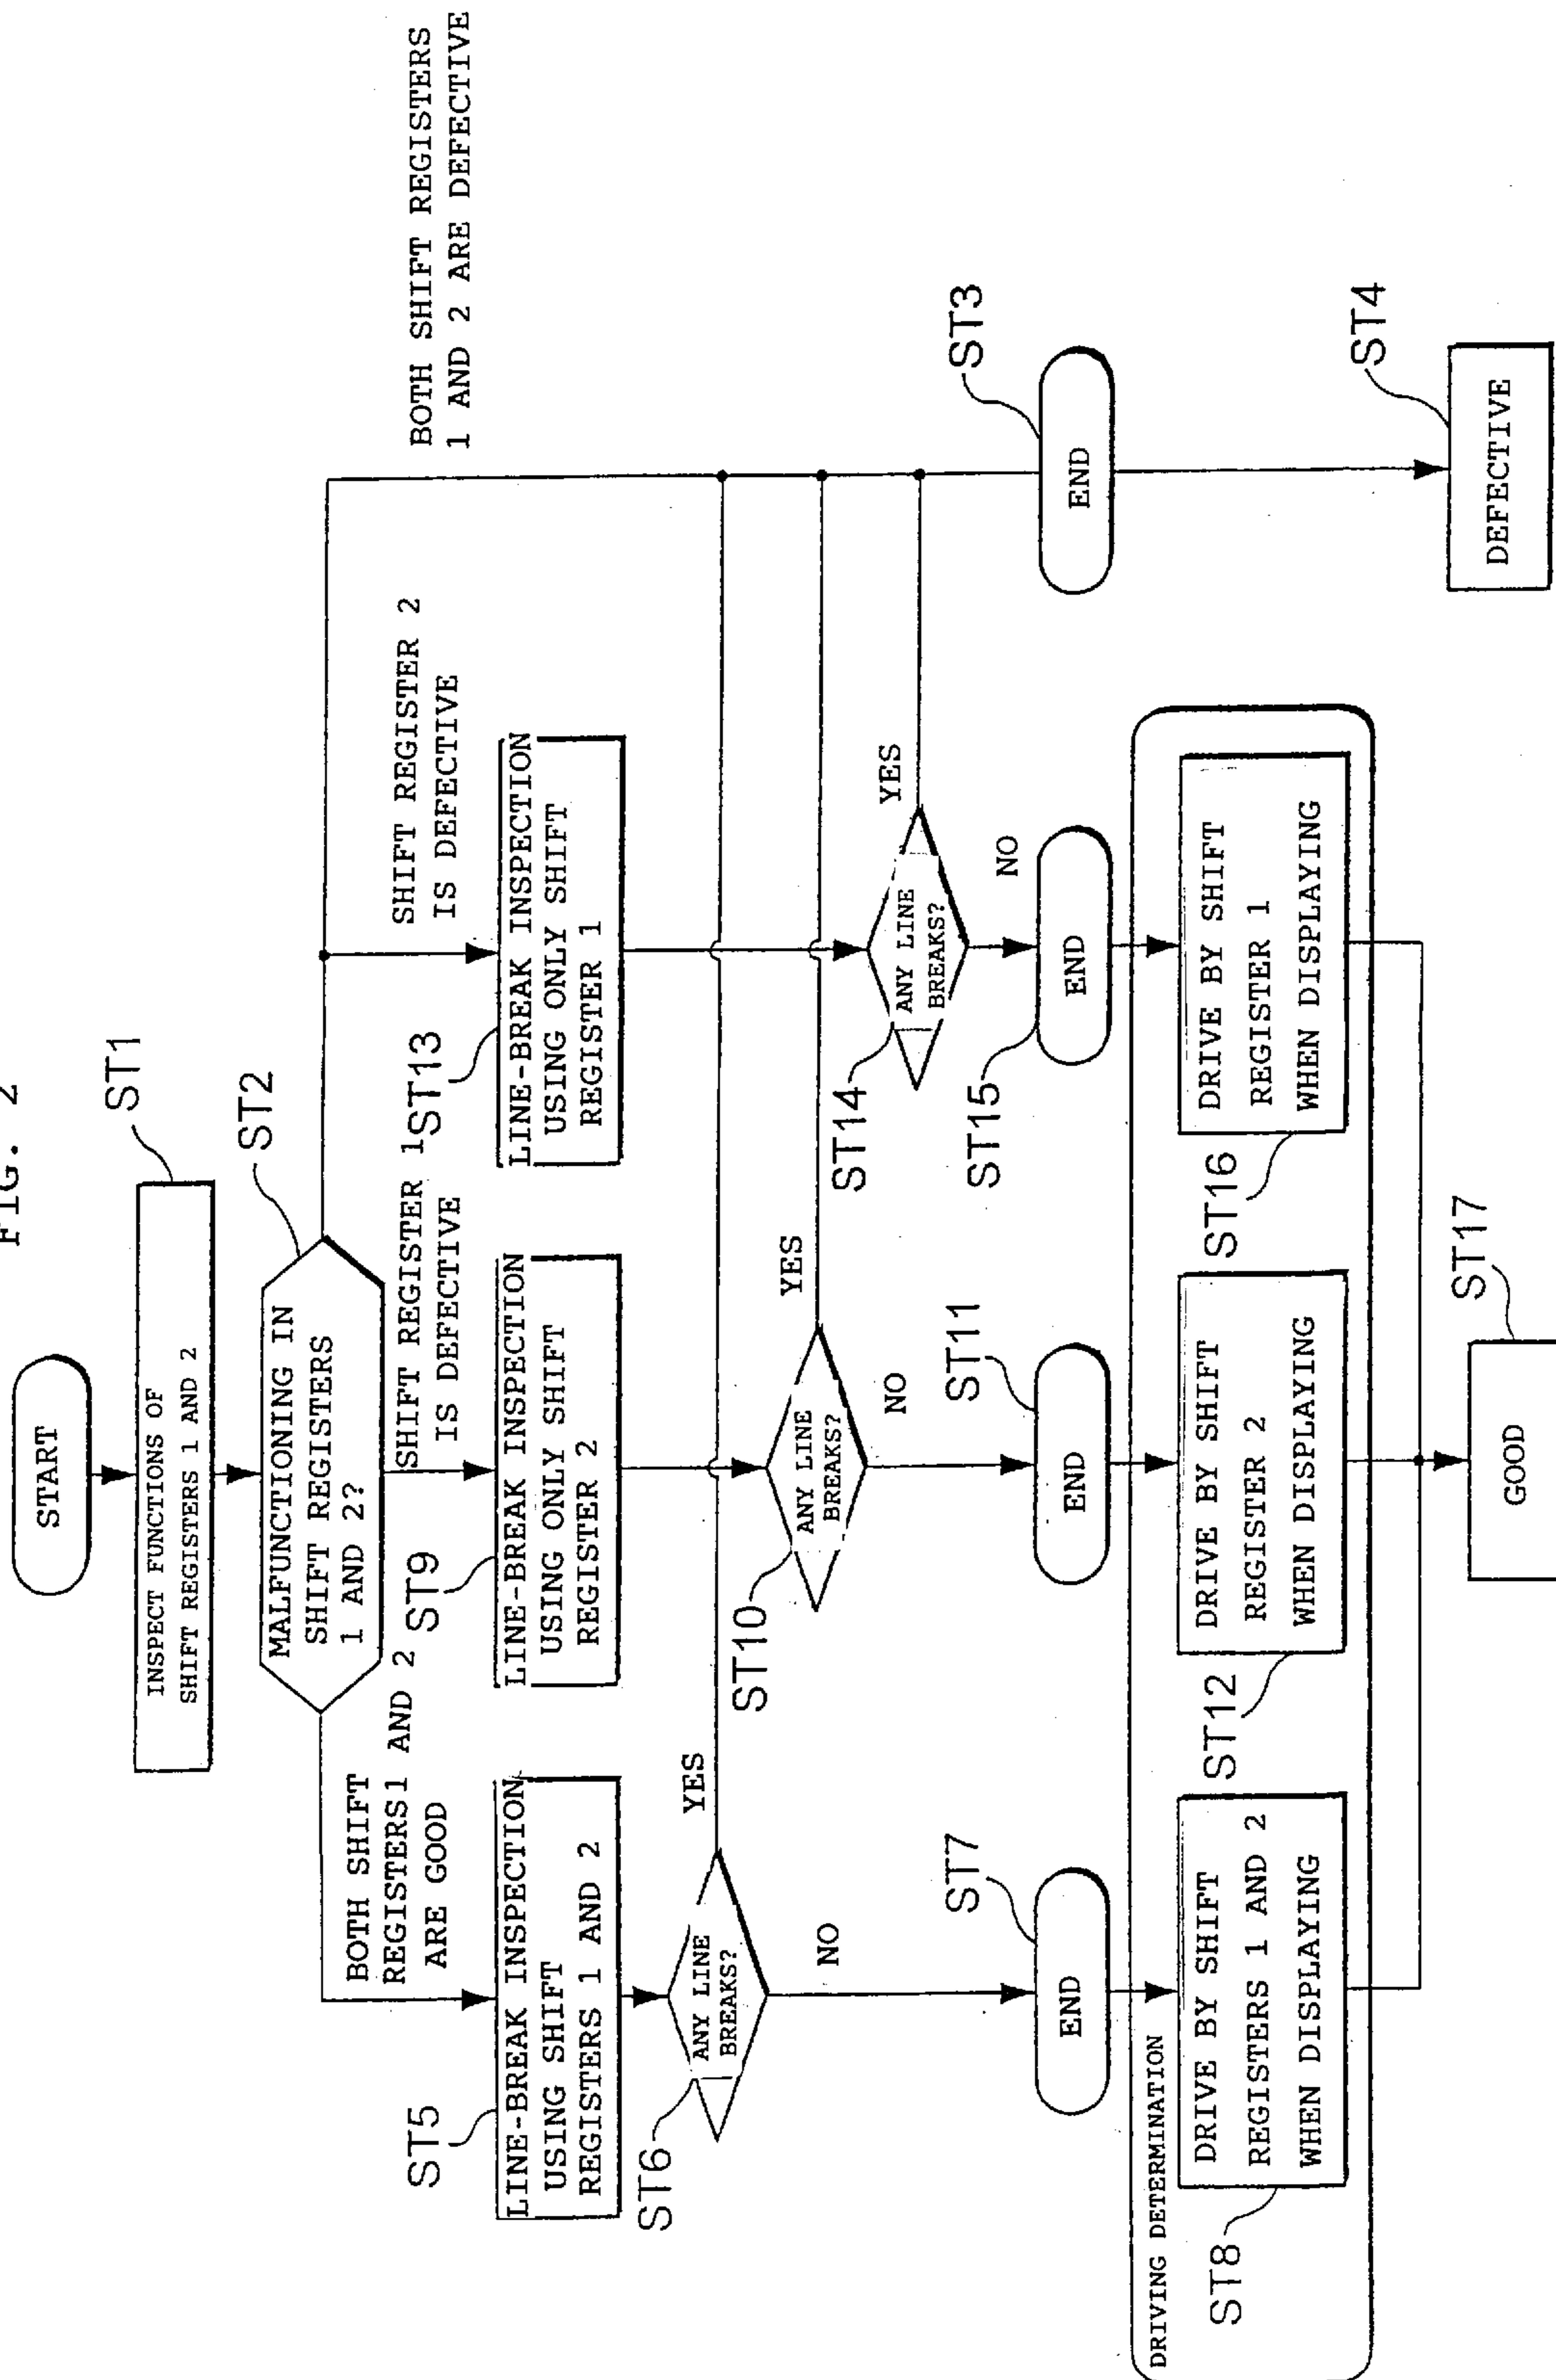 FIG. 2
START
ST1
INSPECT FUNCTIONS OF
SHIFT REGISTERS 1 AND 2
ST2
MALFUNCTIONING IN
SHIFT REGISTERS
1 AND 2?
BOTH SHIFT
REGISTERS1 AND 2
ARE GOOD
SHIFT REGISTER 1
IS DEFECTIVE
SHIFT REGISTER 2
IS DEFECTIVE
BOTH SHIFT REGISTERS
1 AND 2 ARE DEFECTIVE
ST5
LINE-BREAK INSPECTION
USING SHIFT
REGISTERS 1 AND 2
ST9
LINE-BREAK INSPECTION
USING ONLY SHIFT
REGISTER 2
ST13
LINE-BREAK INSPECTION
USING ONLY SHIFT
REGISTER 1
ST6
ANY LINE
BREAKS?
YES
NO
ST10
ANY LINE
BREAKS?
YES
NO
ST14
ANY LINE
BREAKS?
YES
NO
ST7
END
ST11
END
ST15
END
ST3
END
DRIVING DETERMINATION
ST8
DRIVE BY SHIFT
REGISTERS 1 AND 2
WHEN DISPLAYING
ST12
DRIVE BY SHIFT
REGISTER 2
WHEN DISPLAYING
ST16
DRIVE BY SHIFT
REGISTER 1
WHEN DISPLAYING
ST4
DEFECTIVE
ST17
GOOD